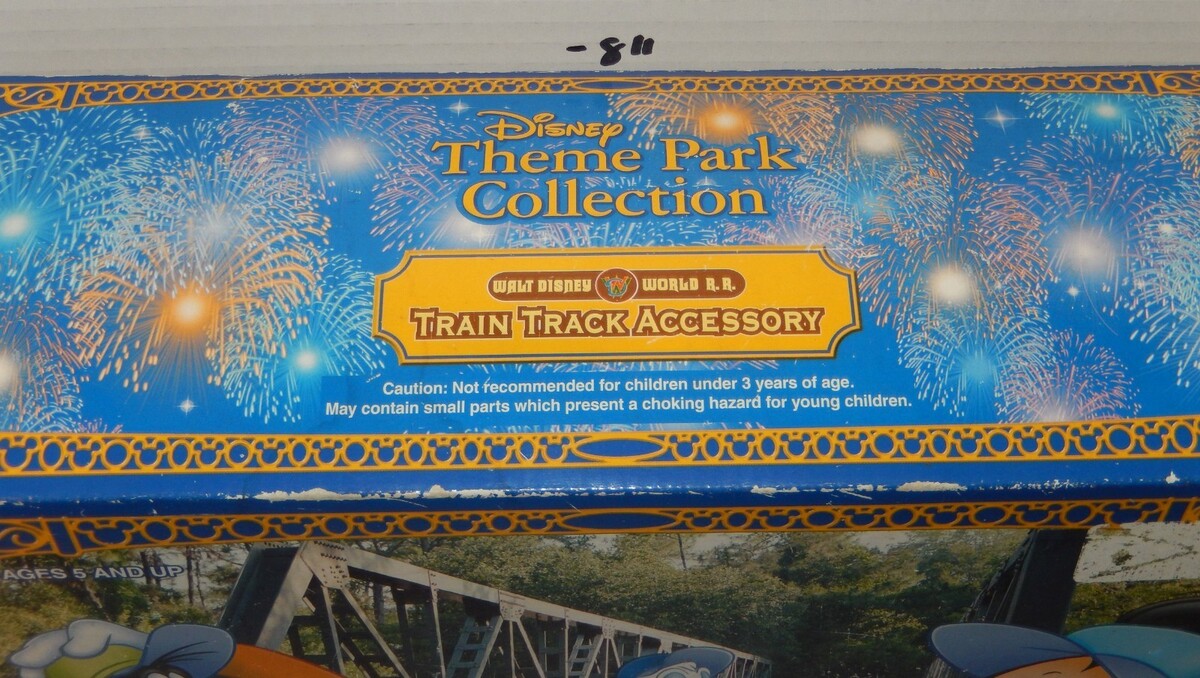 - 8"
Disney
Theme Park
Collection
WALT DISNEY WORLD R.R.
TRAIN TRACK ACCESSORY
Caution: Not recommended for children under 3 years of age.
May contain small parts which present a choking hazard for young children.
AGES 5 AND UP